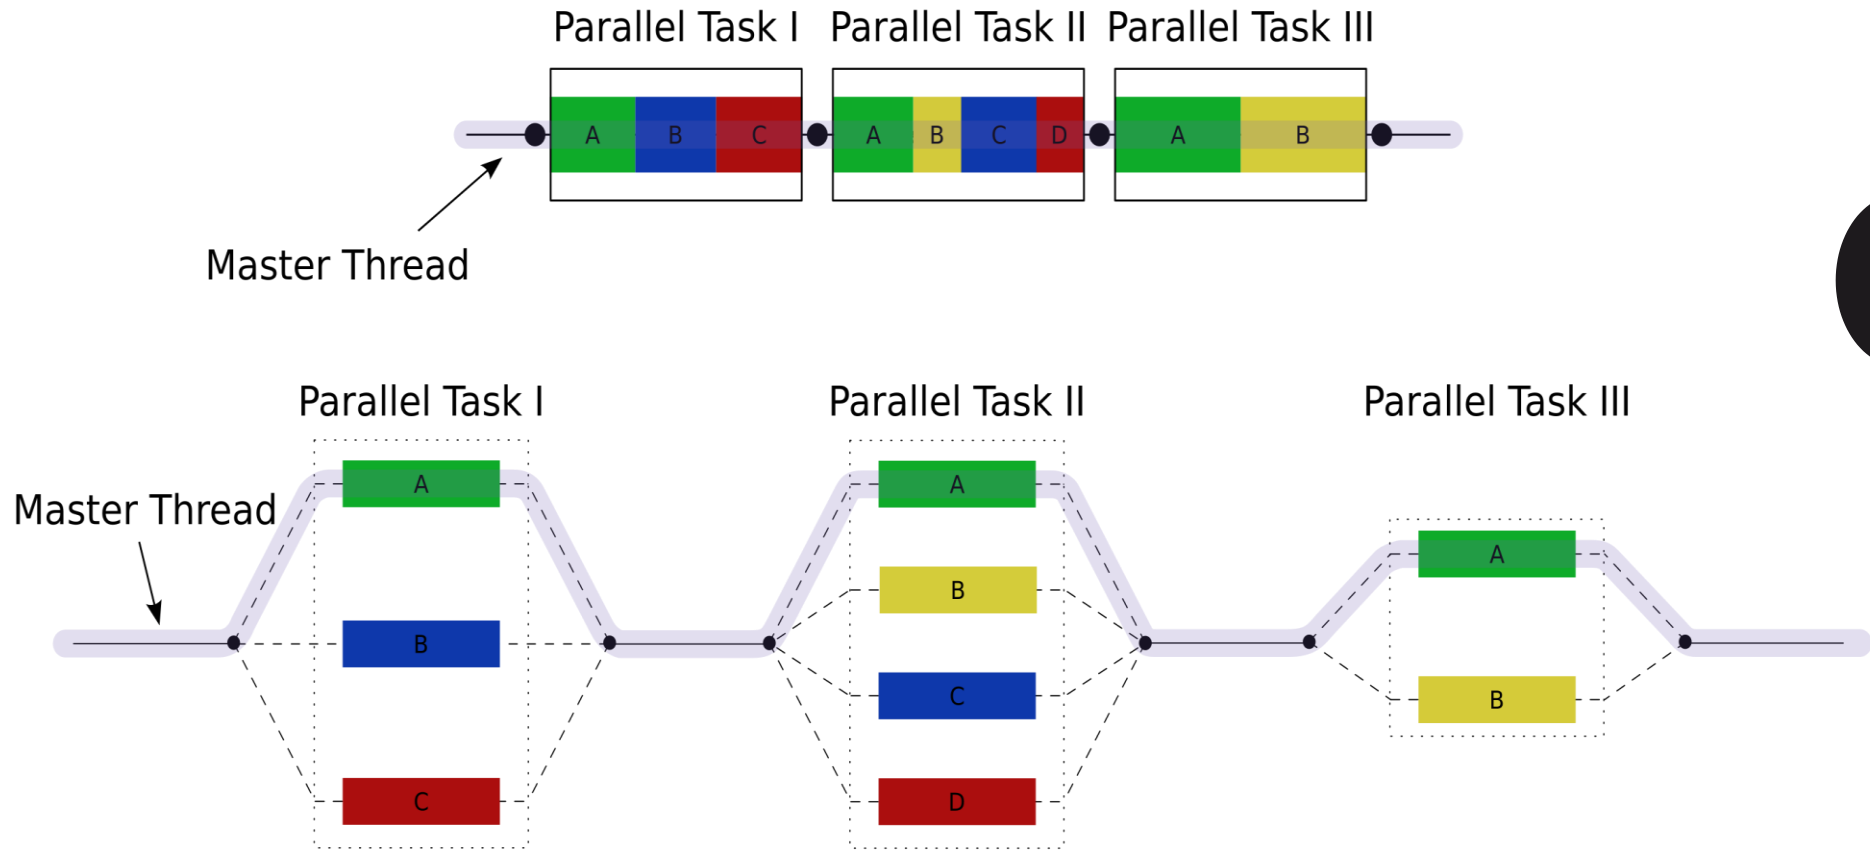 Parallel Task I
Parallel Task II
Parallel Task III
A B C
A B C D
A B
Master Thread
Parallel Task I
Parallel Task II
Parallel Task III
Master Thread
A
B
C
A
B
C
D
A
B